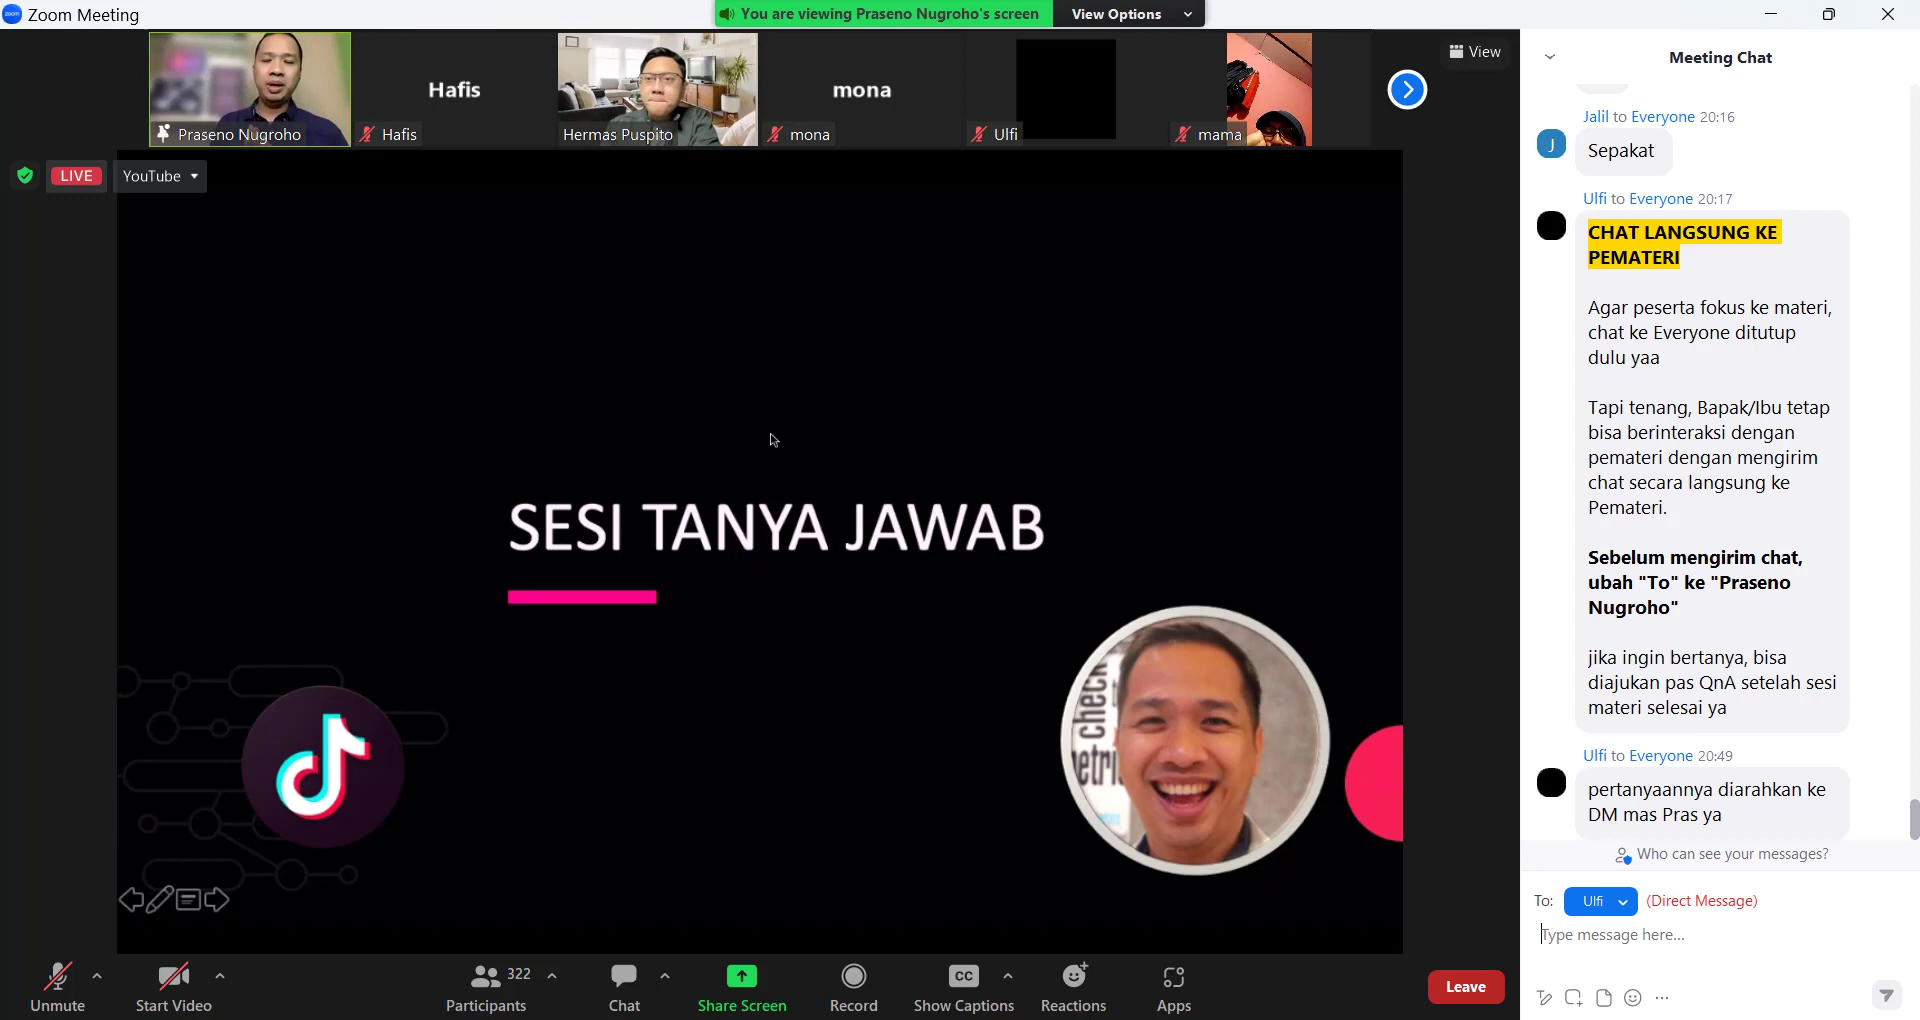 zoom
Zoom Meeting
You are viewing Praseno Nugroho's screen
View Options
Praseno Nugroho
Hafis
Hafis
Hermas Puspito
mona
mona
Ulfi
mama
View
LIVE
YouTube
SESI TANYA JAWAB
check
etri
Meeting Chat
Jalil to Everyone 20:16
J
Sepakat
Ulfi to Everyone 20:17
CHAT LANGSUNG KE
PEMATERI
Agar peserta fokus ke materi,
chat ke Everyone ditutup
dulu yaa
Tapi tenang, Bapak/Ibu tetap
bisa berinteraksi dengan
pemateri dengan mengirim
chat secara langsung ke
Pemateri.
Sebelum mengirim chat,
ubah "To" ke "Praseno
Nugroho"
jika ingin bertanya, bisa
diajukan pas QnA setelah sesi
materi selesai ya
Ulfi to Everyone 20:49
pertanyaannya diarahkan ke
DM mas Pras ya
Who can see your messages?
To: Ulfi (Direct Message)
Type message here...
Unmute
Start Video
322
Participants
Chat
Share Screen
Record
CC
Show Captions
Reactions
Apps
Leave